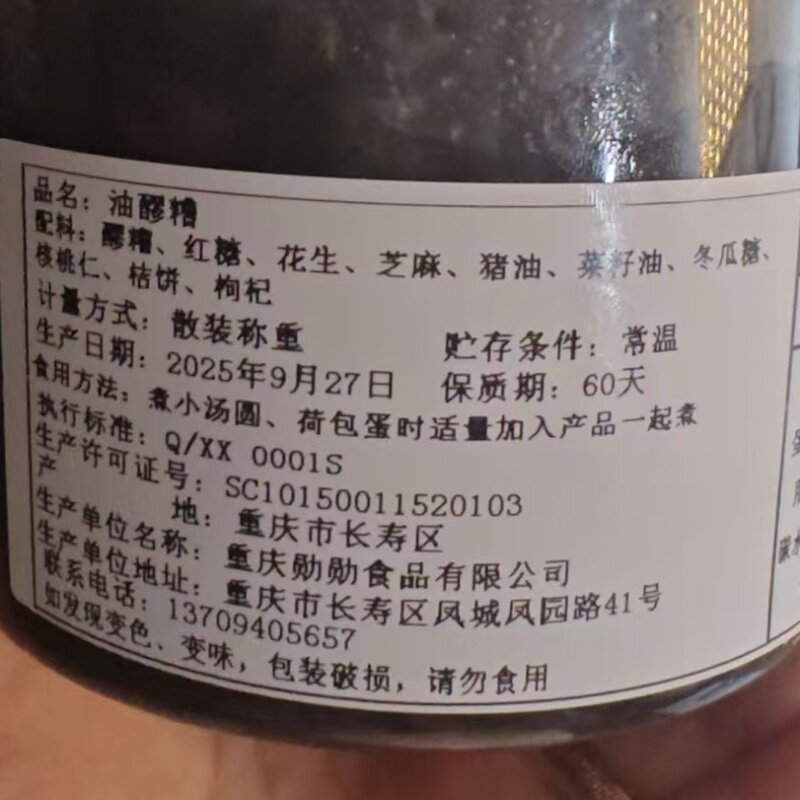 品名：油醪糟
配料：醪糟、红糖、花生、芝麻、猪油、菜籽油、冬瓜糖、
核桃仁、桔饼、枸杞
计量方式：散装称重
贮存条件：常温
生产日期：2025年9月27日
保质期：60天
食用方法：煮小汤圆、荷包蛋时适量加入产品一起煮
执行标准：Q/XX 0001S
生产许可证号：SC10150011520103
产地：重庆市长寿区
生产单位名称：重庆勋勋食品有限公司
生产单位地址：重庆市长寿区凤城凤园路41号
联系电话：13709405657
如发现变色、变味，包装破损，请勿食用
碳水